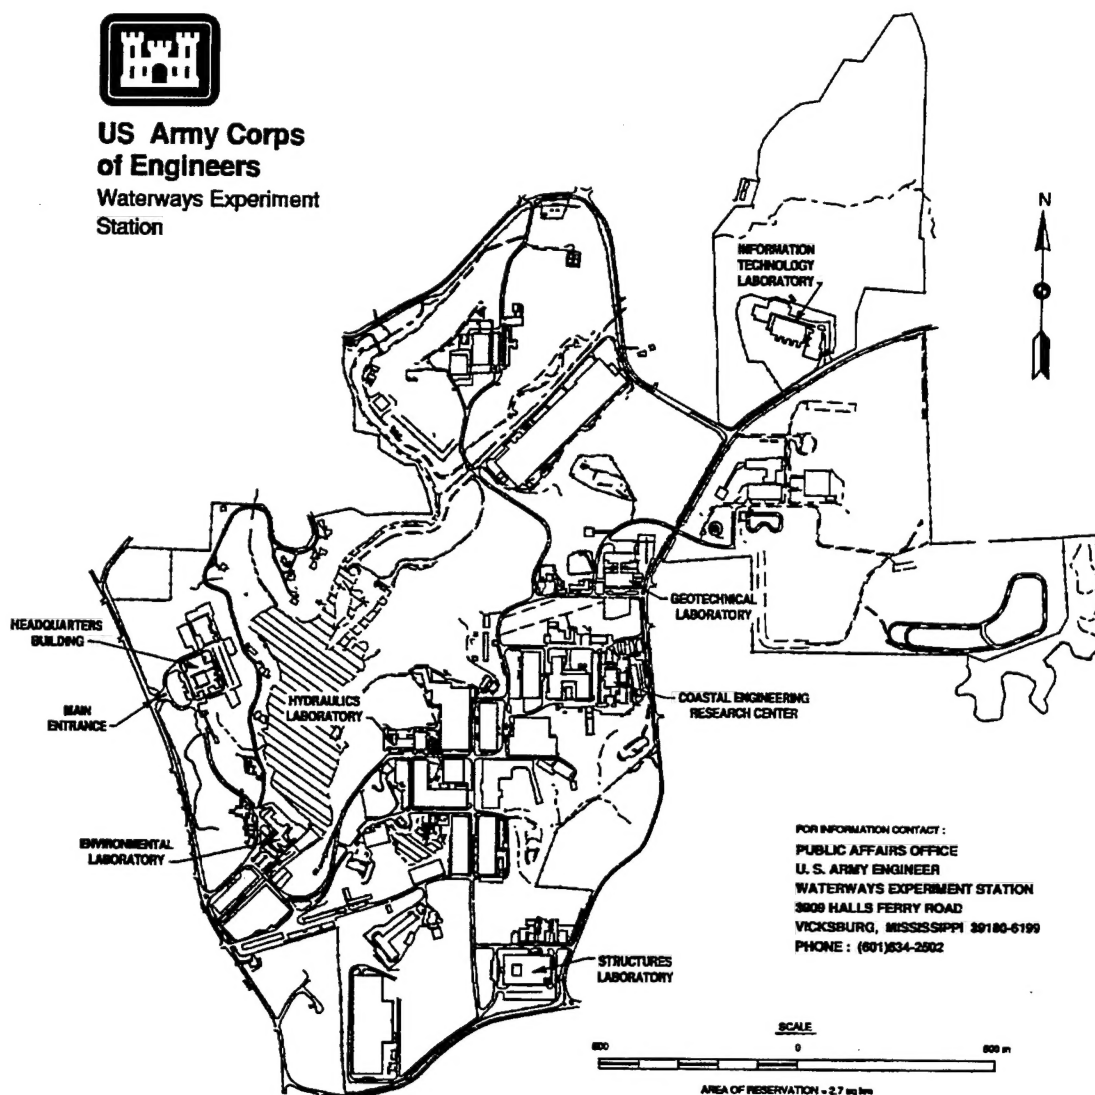 US Army Corps
of Engineers
Waterways Experiment
Station
N
INFORMATION
TECHNOLOGY
LABORATORY
GEOTECHNICAL
LABORATORY
HEADQUARTERS
BUILDING
MAIN
ENTRANCE
HYDRAULICS
LABORATORY
COASTAL ENGINEERING
RESEARCH CENTER
ENVIRONMENTAL
LABORATORY
STRUCTURES
LABORATORY
FOR INFORMATION CONTACT :
PUBLIC AFFAIRS OFFICE
U. S. ARMY ENGINEER
WATERWAYS EXPERIMENT STATION
3909 HALLS FERRY ROAD
VICKSBURG, MISSISSIPPI 39180-6199
PHONE : (601)634-2502
SCALE
0
AREA OF RESERVATION = 2.7 sq km